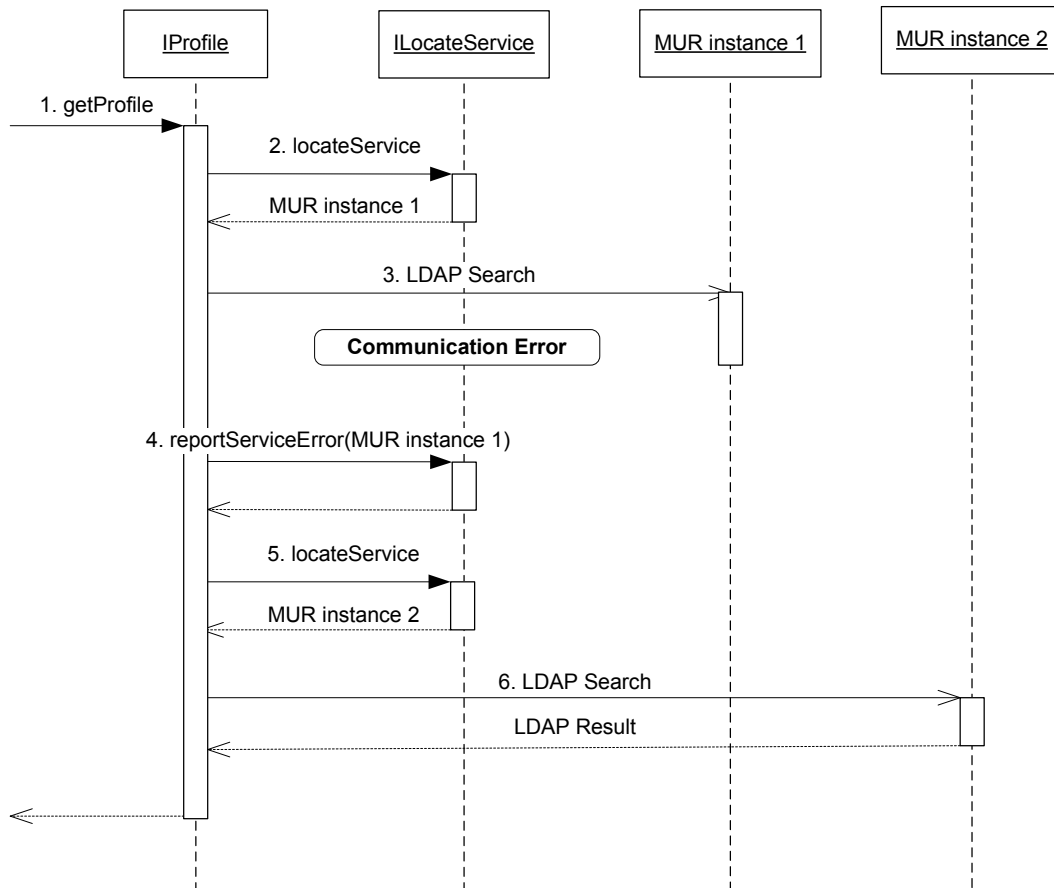 IProfile
ILocateService
MUR instance 1
MUR instance 2
1. getProfile
2. locateService
MUR instance 1
3. LDAP Search
Communication Error
4. reportServiceError(MUR instance 1)
5. locateService
MUR instance 2
6. LDAP Search
LDAP Result